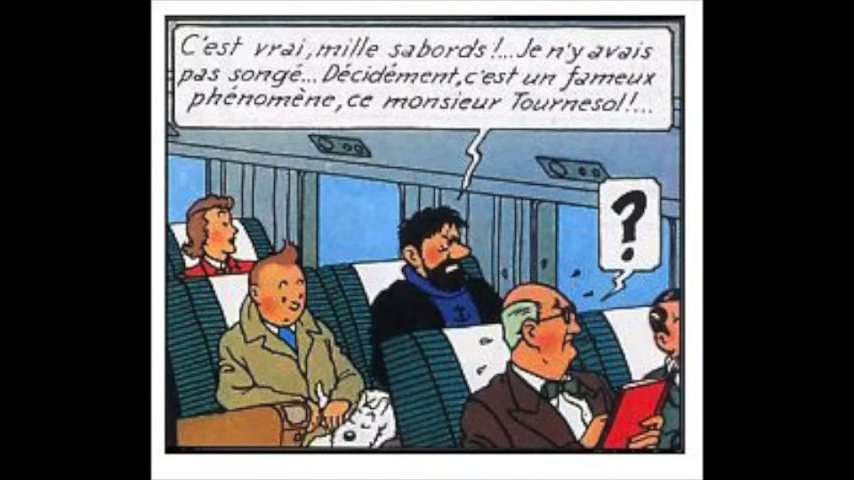 C'est vrai, mille sabords!... Je n'y avais
pas songé... Décidément, c'est un fameux
phénomène, ce monsieur Tournesol!...
?